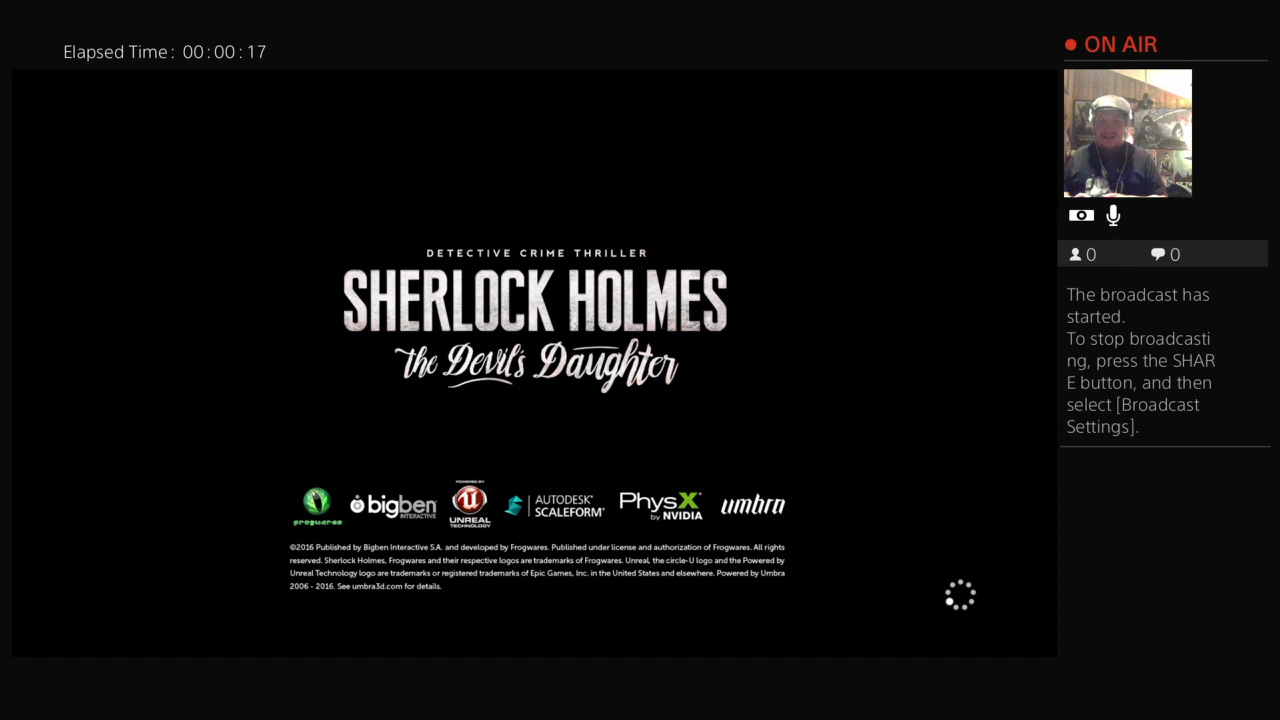 Elapsed Time: 00:00:17
ON AIR
DETECTIVE CRIME THRILLER
SHERLOCK HOLMES
the Devil's Daughter
0 0
The broadcast has
started.
To stop broadcasti
ng, press the SHAR
E button, and then
select [Broadcast
Settings].
frogwares
bigben
INTERACTIVE
POWERED BY
UNREAL
TECHNOLOGY
AUTODESK®
SCALEFORM®
PhysX®
by NVIDIA
umbra
©2016 Published by Bigben Interactive S.A. and developed by Frogwares. Published under license and authorization of Frogwares. All rights
reserved. Sherlock Holmes, Frogwares and their respective logos are trademarks of Frogwares. Unreal, the circle-U logo and the Powered by
Unreal Technology logo are trademarks or registered trademarks of Epic Games, Inc. in the United States and elsewhere. Powered by Umbra
2006 - 2016. See umbra3d.com for details.